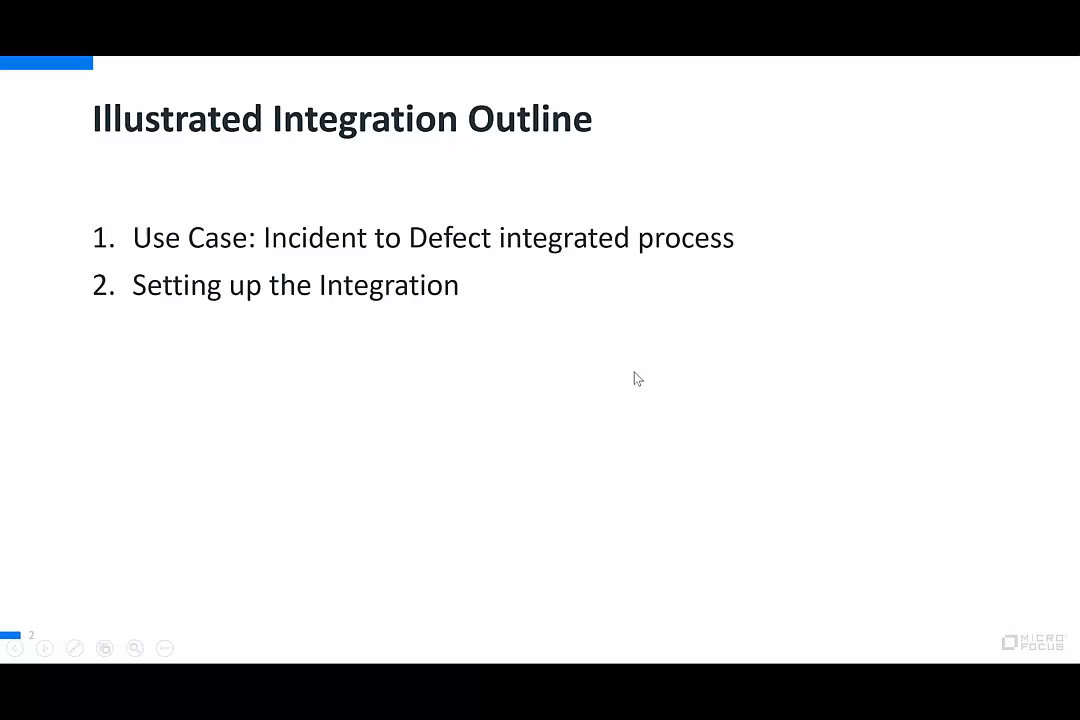 Illustrated Integration Outline
1. Use Case: Incident to Defect integrated process
2. Setting up the Integration
2
MICRO
FOCUS